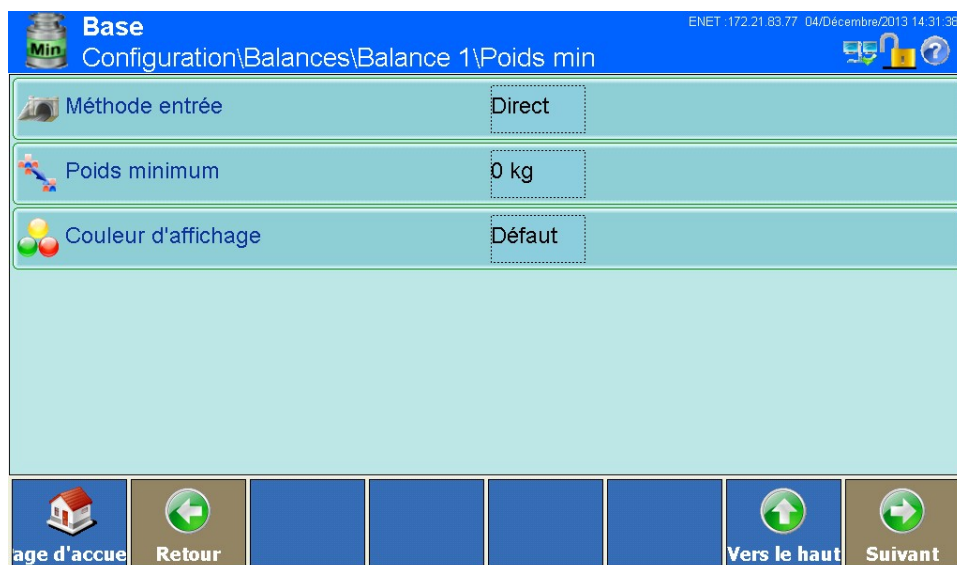 Base
ENET :172.21.83.77 04/Décembre/2013 14:31:38
Min
Configuration\Balances\Balance 1\Poids min
Méthode entrée
Direct
Poids minimum
0 kg
Couleur d'affichage
Défaut
age d'accue
Retour
Vers le haut
Suivant